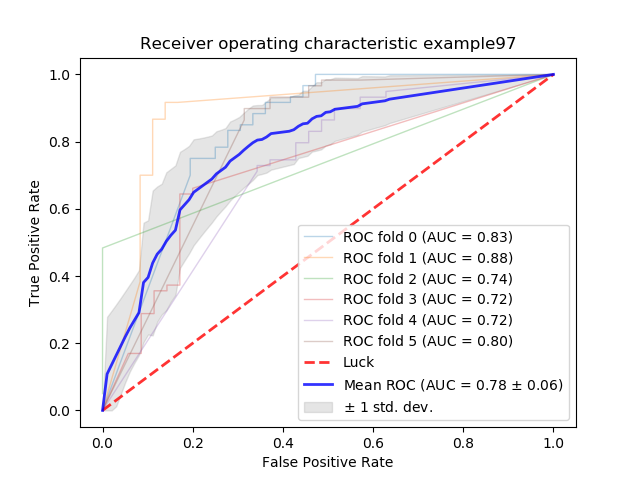 Receiver operating characteristic example97
True Positive Rate
1.0
0.8
0.6
0.4
0.2
0.0
ROC fold 0 (AUC = 0.83)
ROC fold 1 (AUC = 0.88)
ROC fold 2 (AUC = 0.74)
ROC fold 3 (AUC = 0.72)
ROC fold 4 (AUC = 0.72)
ROC fold 5 (AUC = 0.80)
Luck
Mean ROC (AUC = 0.78 ± 0.06)
± 1 std. dev.
0.0 0.2 0.4 0.6 0.8 1.0
False Positive Rate